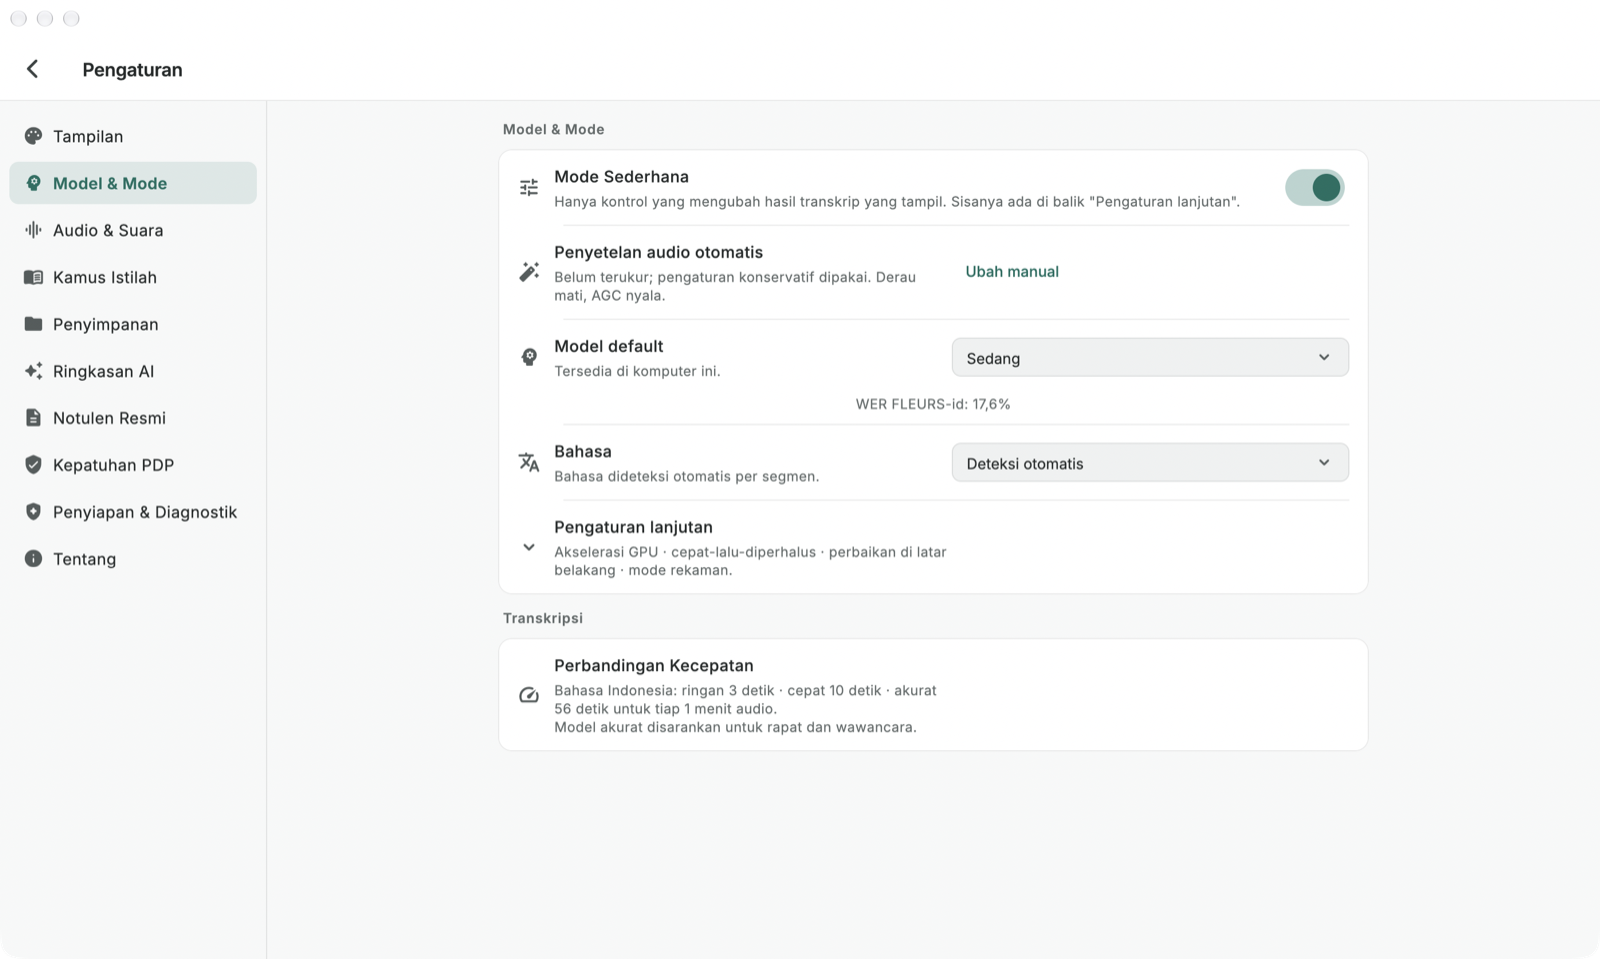 Pengaturan
Tampilan
Model & Mode
Audio & Suara
Kamus Istilah
Penyimpanan
Ringkasan AI
Notulen Resmi
Kepatuhan PDP
Penyiapan & Diagnostik
Tentang
Model & Mode
Mode Sederhana
Hanya kontrol yang mengubah hasil transkrip yang tampil. Sisanya ada di balik "Pengaturan lanjutan".
Penyetelan audio otomatis
Belum terukur; pengaturan konservatif dipakai. Derau
mati, AGC nyala.
Ubah manual
Model default
Tersedia di komputer ini.
Sedang
WER FLEURS-id: 17,6%
Bahasa
Bahasa dideteksi otomatis per segmen.
Deteksi otomatis
Pengaturan lanjutan
Akselerasi GPU · cepat-lalu-diperhalus · perbaikan di latar
belakang · mode rekaman.
Transkripsi
Perbandingan Kecepatan
Bahasa Indonesia: ringan 3 detik · cepat 10 detik · akurat
56 detik untuk tiap 1 menit audio.
Model akurat disarankan untuk rapat dan wawancara.